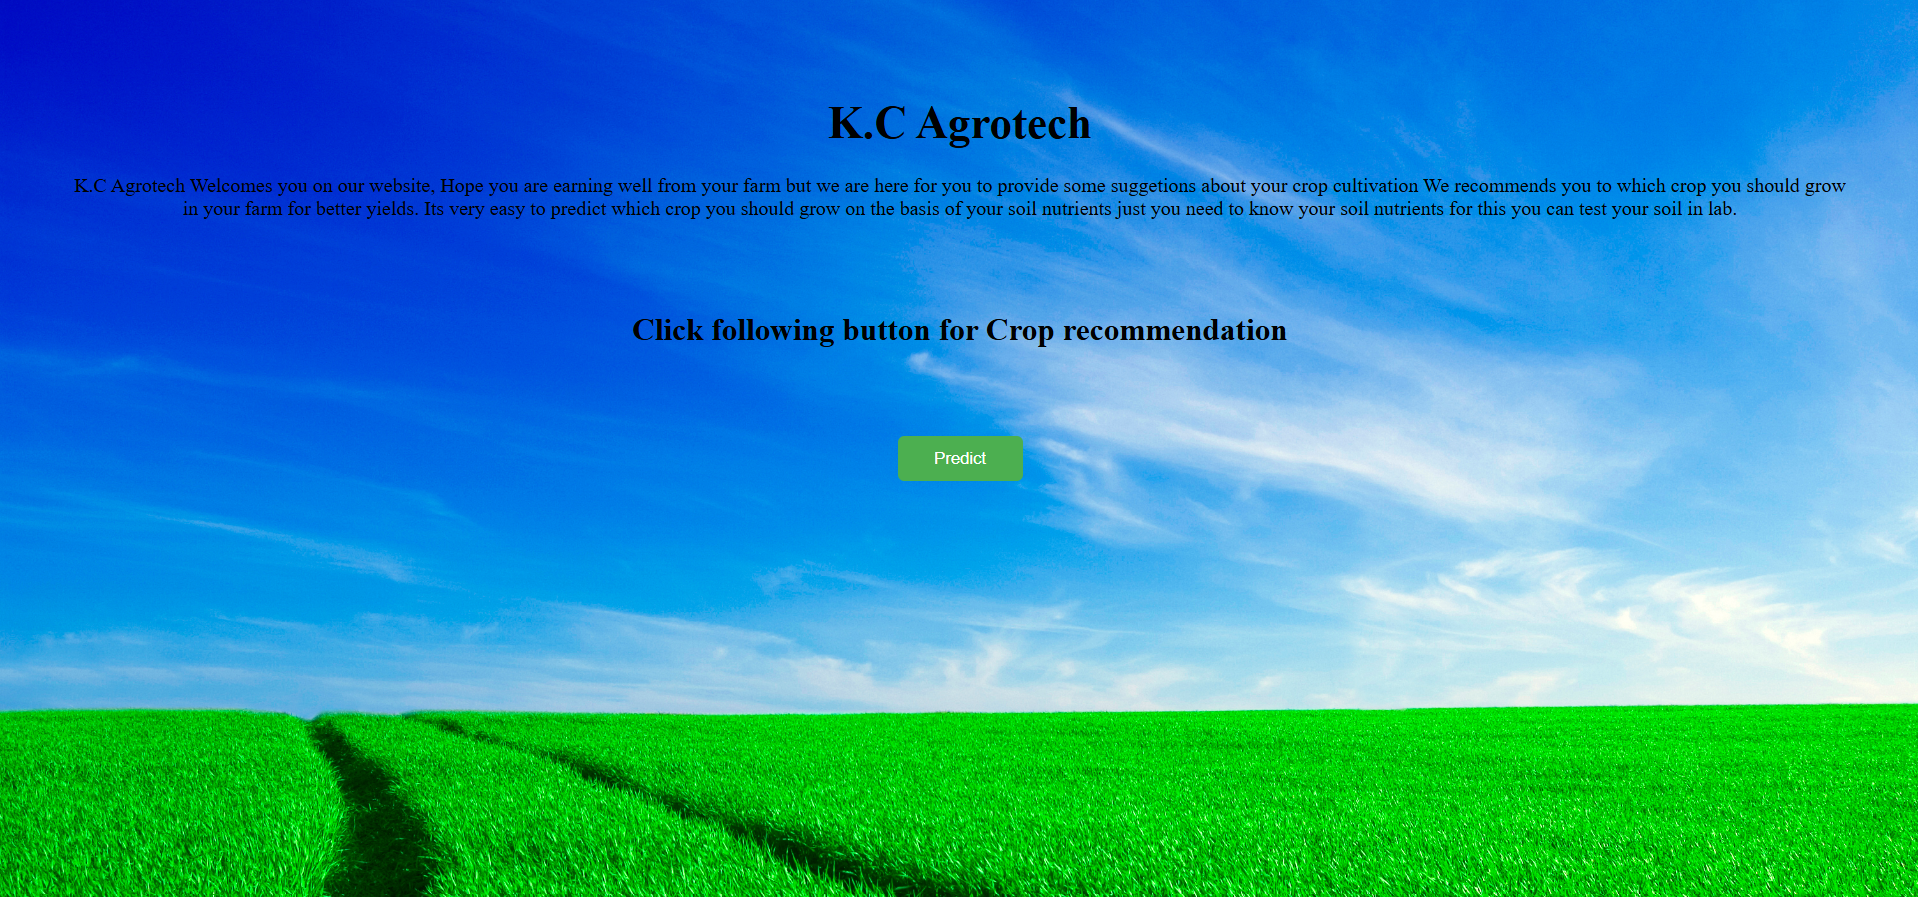 K.C Agrotech
K.C Agrotech Welcomes you on our website, Hope you are earning well from your farm but we are here for you to provide some suggetions about your crop cultivation We recommends you to which crop you should grow
in your farm for better yields. Its very easy to predict which crop you should grow on the basis of your soil nutrients just you need to know your soil nutrients for this you can test your soil in lab.
Click following button for Crop recommendation
Predict